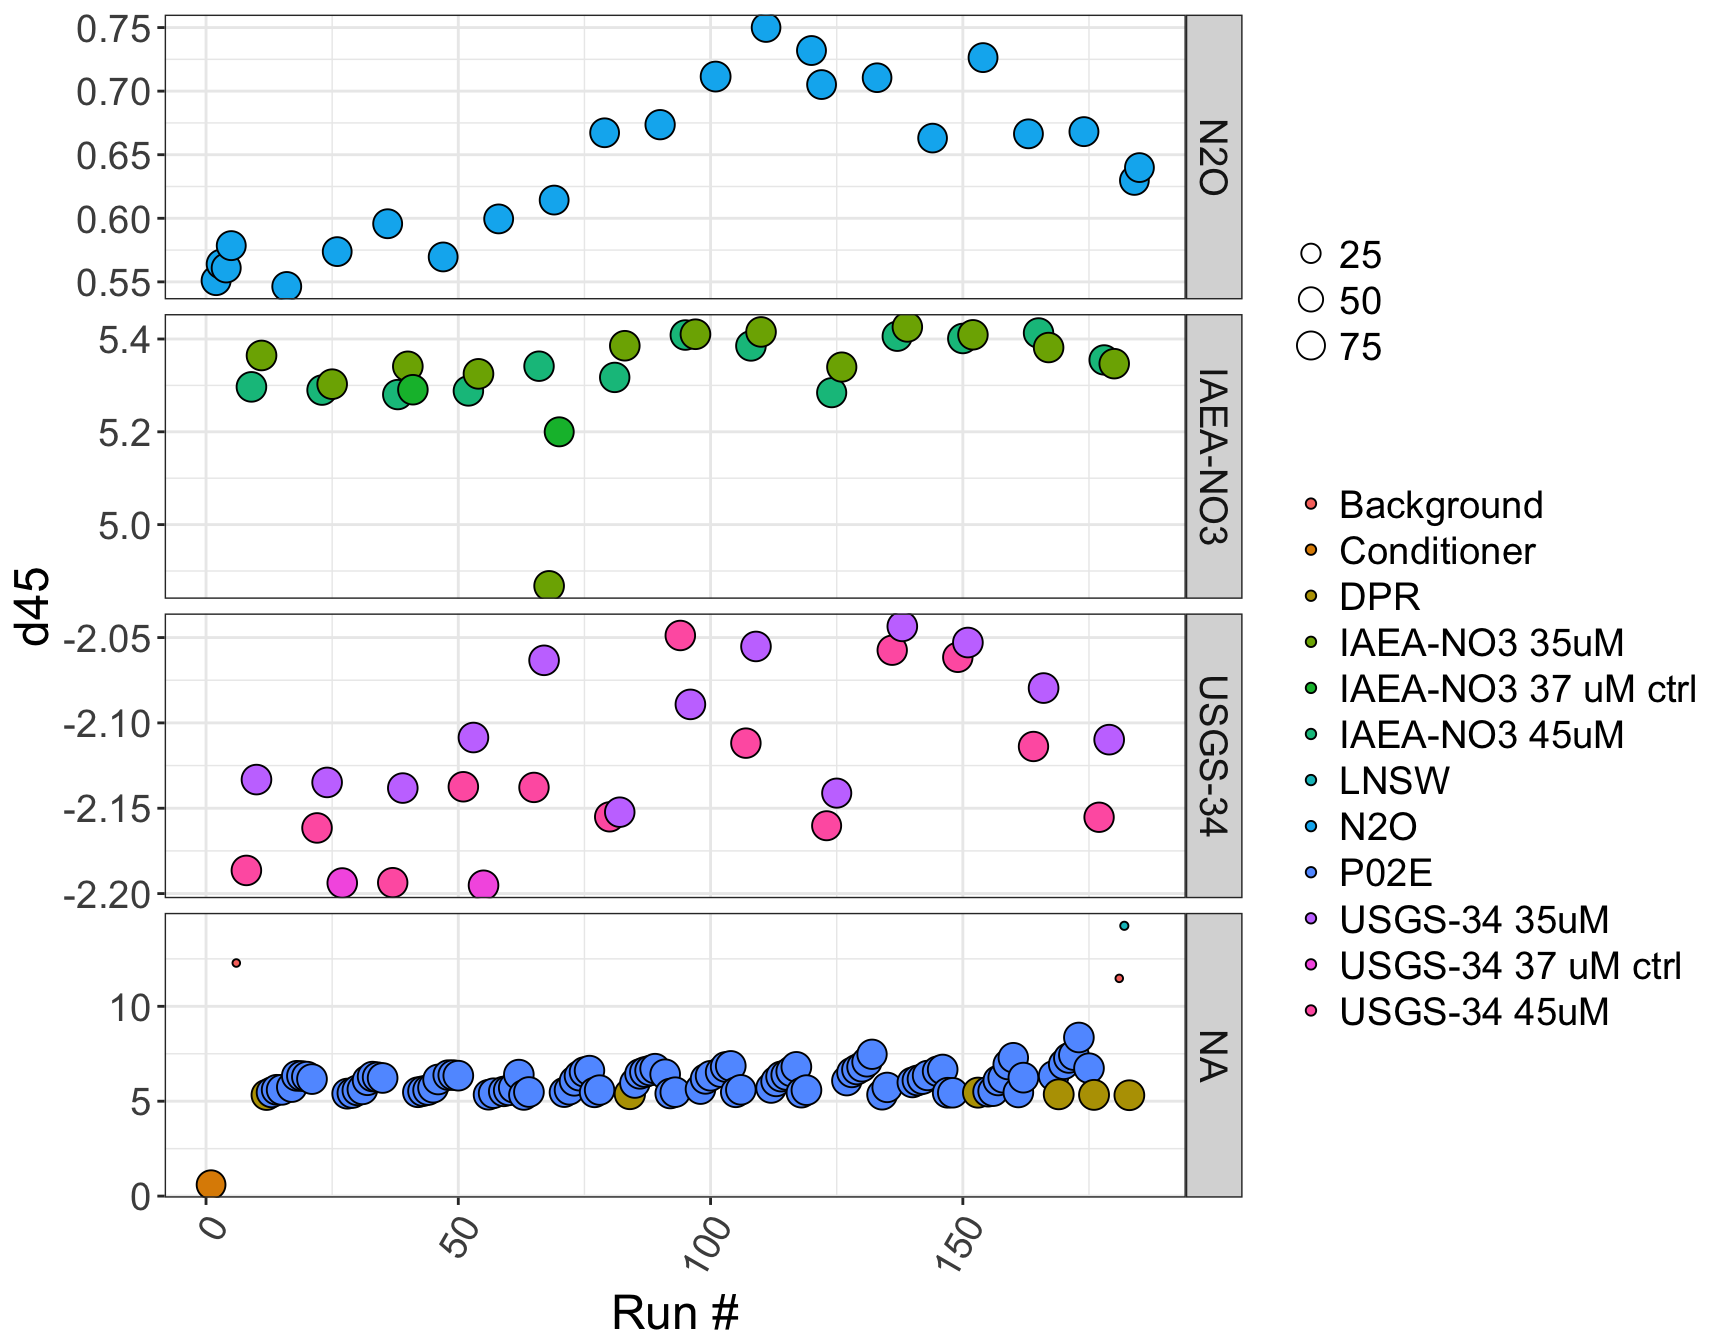 0.75
0.70
0.65
0.60
0.55
N2O
5.4
5.2
5.0
IAEA-NO3
-2.05
-2.10
-2.15
-2.20
USGS-34
10
5
0
NA
d45
0
50
100
150
Run #
25
50
75
Background
Conditioner
DPR
IAEA-NO3 35uM
IAEA-NO3 37 uM ctrl
IAEA-NO3 45uM
LNSW
N2O
P02E
USGS-34 35uM
USGS-34 37 uM ctrl
USGS-34 45uM